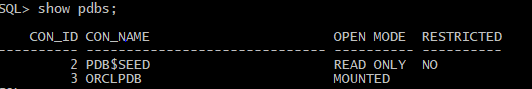 SQL> show pdbs;
CON_ID CON_NAME OPEN MODE RESTRICTED
---------- ------------------------------ ---------- ----------
2 PDB$SEED READ ONLY NO
3 ORCLPDB MOUNTED